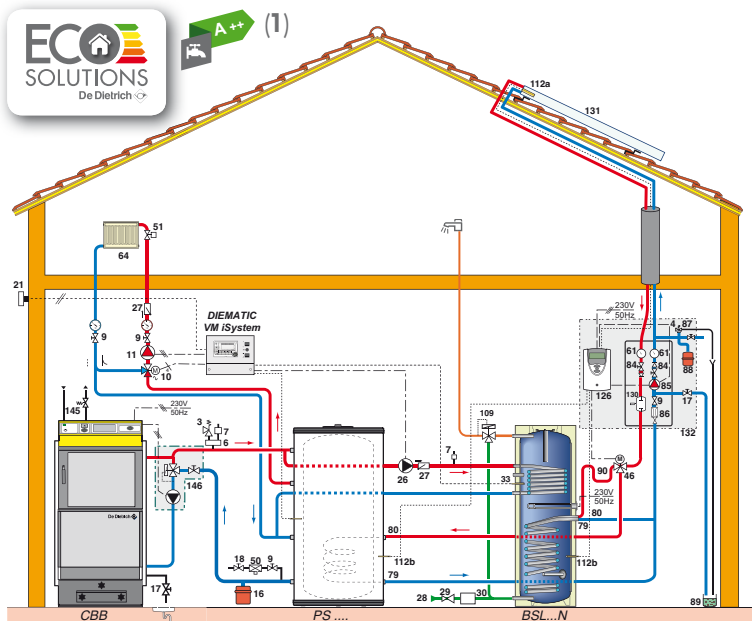 ECO
SOLUTIONS
De Dietrich
A ++
(1)
112a
131
51
64
21
27
9
9
11
10
DIEMATIC
VM iSystem
230V
50Hz
4
87
61
61
84
84
88
126
130
85
9
17
86
132
145
230V
50Hz
3
7
6
109
7
146
26
27
33
90
46
M
M
230V
50Hz
80
80
79
De Dietrich
18
50
9
112b
112b
16
79
17
28
29
30
89
CBB
PS ....
BSL...N